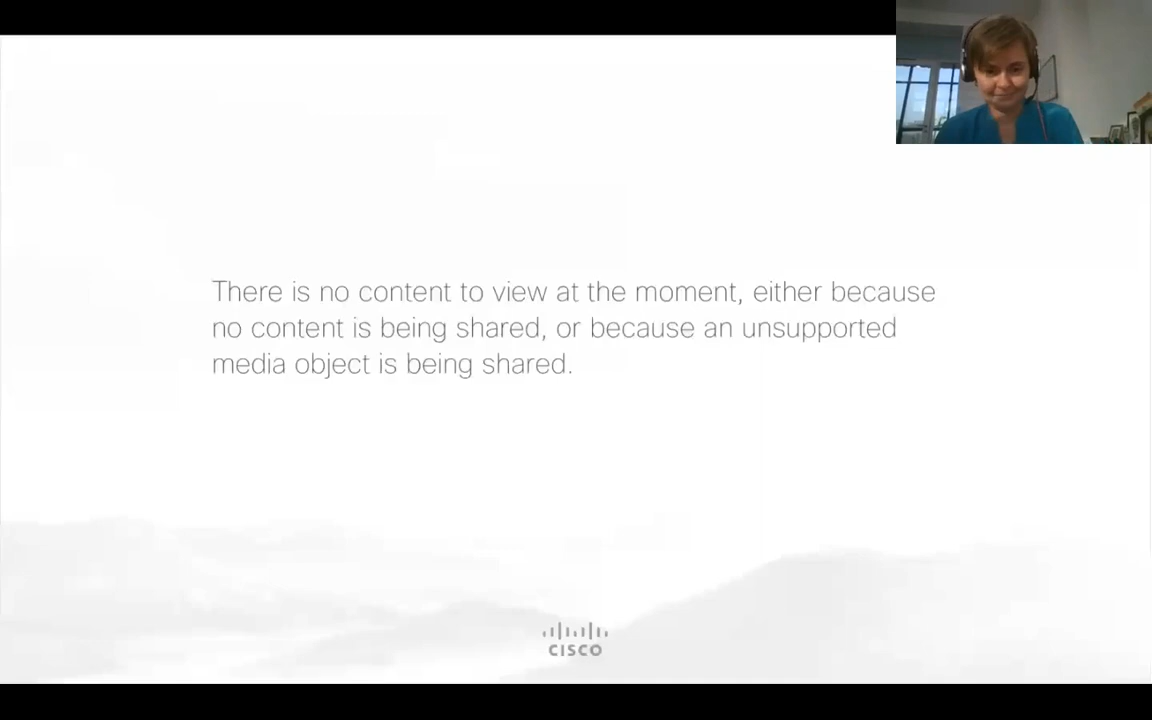 There is no content to view at the moment, either because
no content is being shared, or because an unsupported
media object is being shared.
CISCO